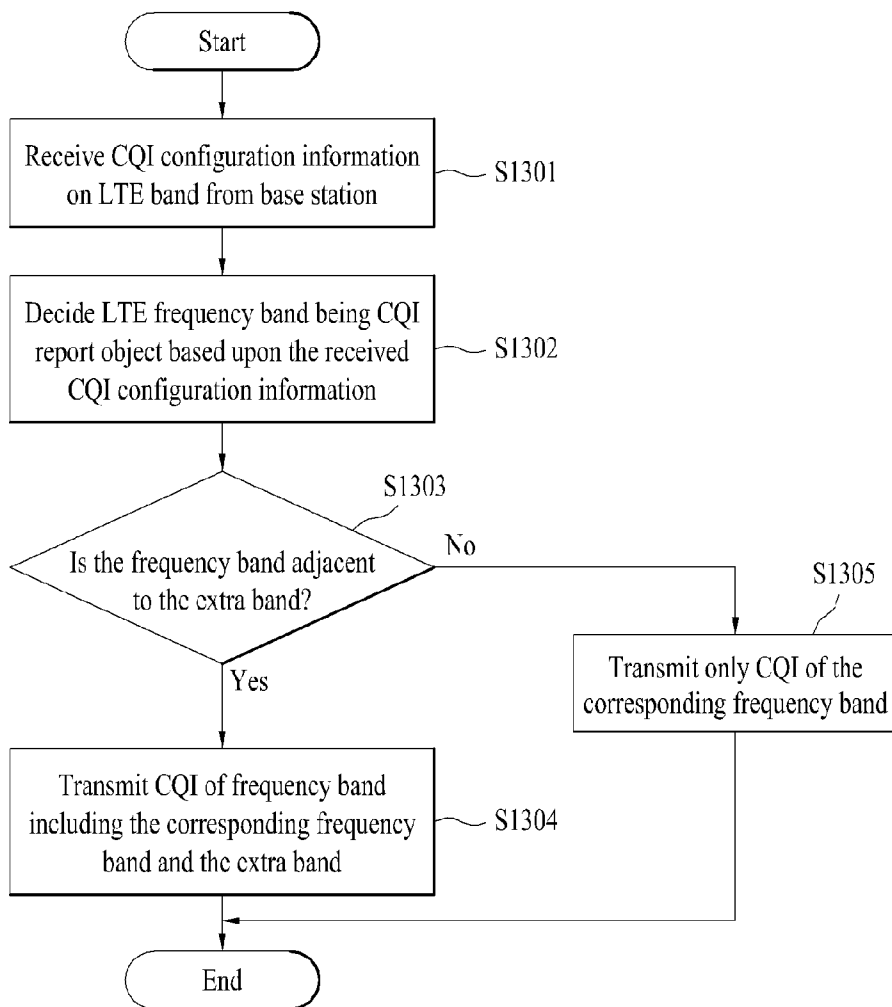 Start
Receive CQI configuration information
on LTE band from base station
S1301
Decide LTE frequency band being CQI
report object based upon the received
CQI configuration information
S1302
S1303
Is the frequency band adjacent
to the extra band?
No
Yes
S1305
Transmit only CQI of the
corresponding frequency band
Transmit CQI of frequency band
including the corresponding frequency
band and the extra band
S1304
End